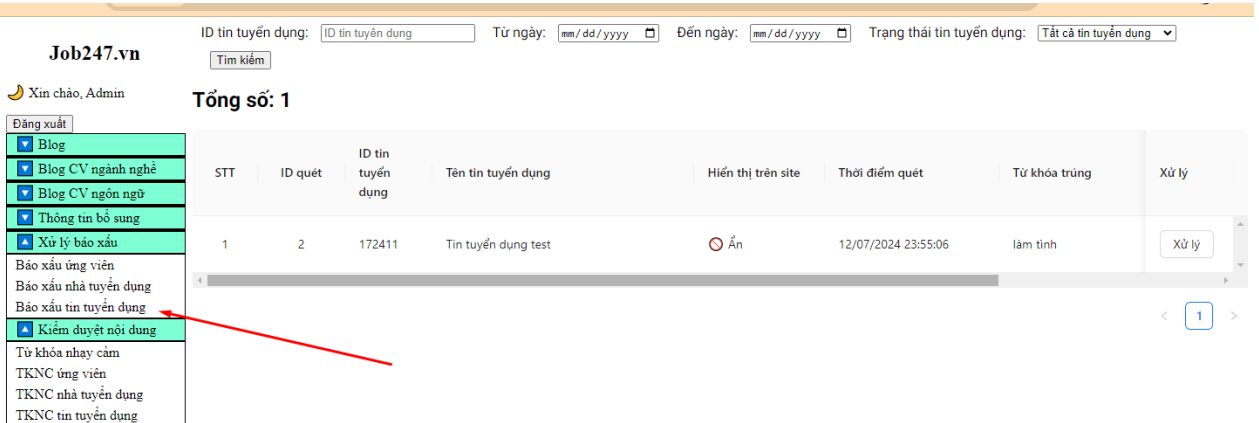 ID tin tuyển dụng: ID tin tuyển dụng Từ ngày: mm/dd/yyyy Đến ngày: mm/dd/yyyy Trạng thái tin tuyển dụng: Tất cả tin tuyển dụng
Tìm kiếm
Job247.vn
Xin chào, Admin
Đăng xuất
Blog
Blog CV ngành nghề
Blog CV ngôn ngữ
Thông tin bổ sung
Xử lý báo xấu
Báo xấu ứng viên
Báo xấu nhà tuyển dụng
Báo xấu tin tuyển dụng
Kiểm duyệt nội dung
Từ khóa nhạy cảm
TKNC ứng viên
TKNC nhà tuyển dụng
TKNC tin tuyển dụng
Tổng số: 1
STT ID quét ID tin tuyển dụng Tên tin tuyển dụng Hiển thị trên site Thời điểm quét Từ khóa trúng Xử lý
1 2 172411 Tin tuyển dụng test Ẩn 12/07/2024 23:55:06 làm tình Xử lý
< 1 >